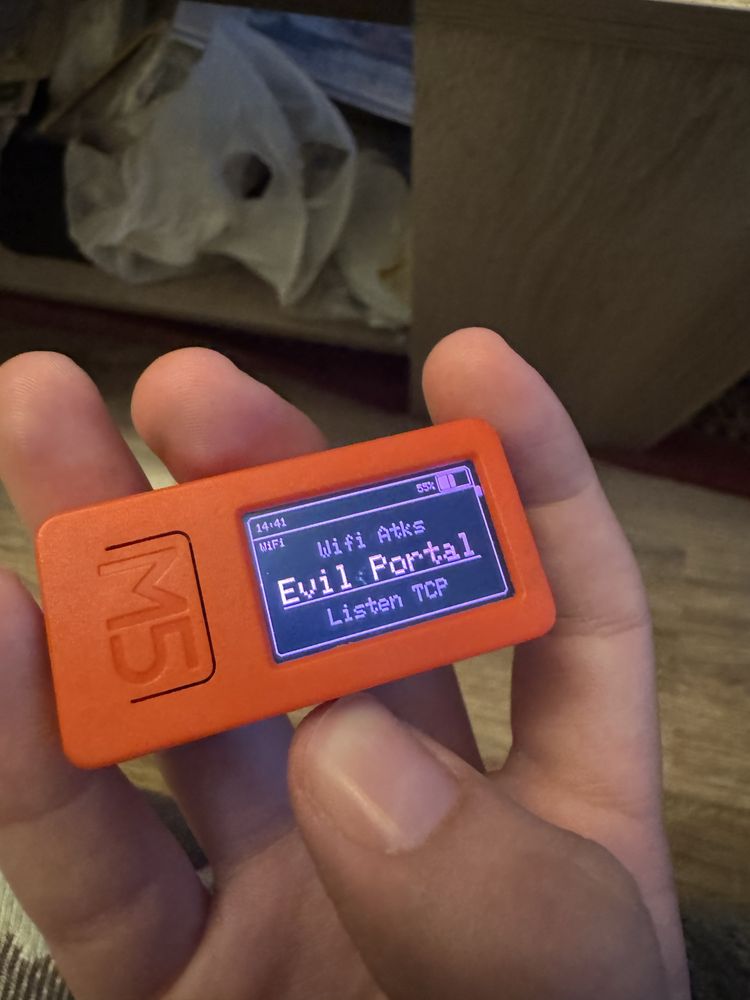 M5
14:41
55%
WiFi
Wifi Atks
Evil Portal
Listen TCP